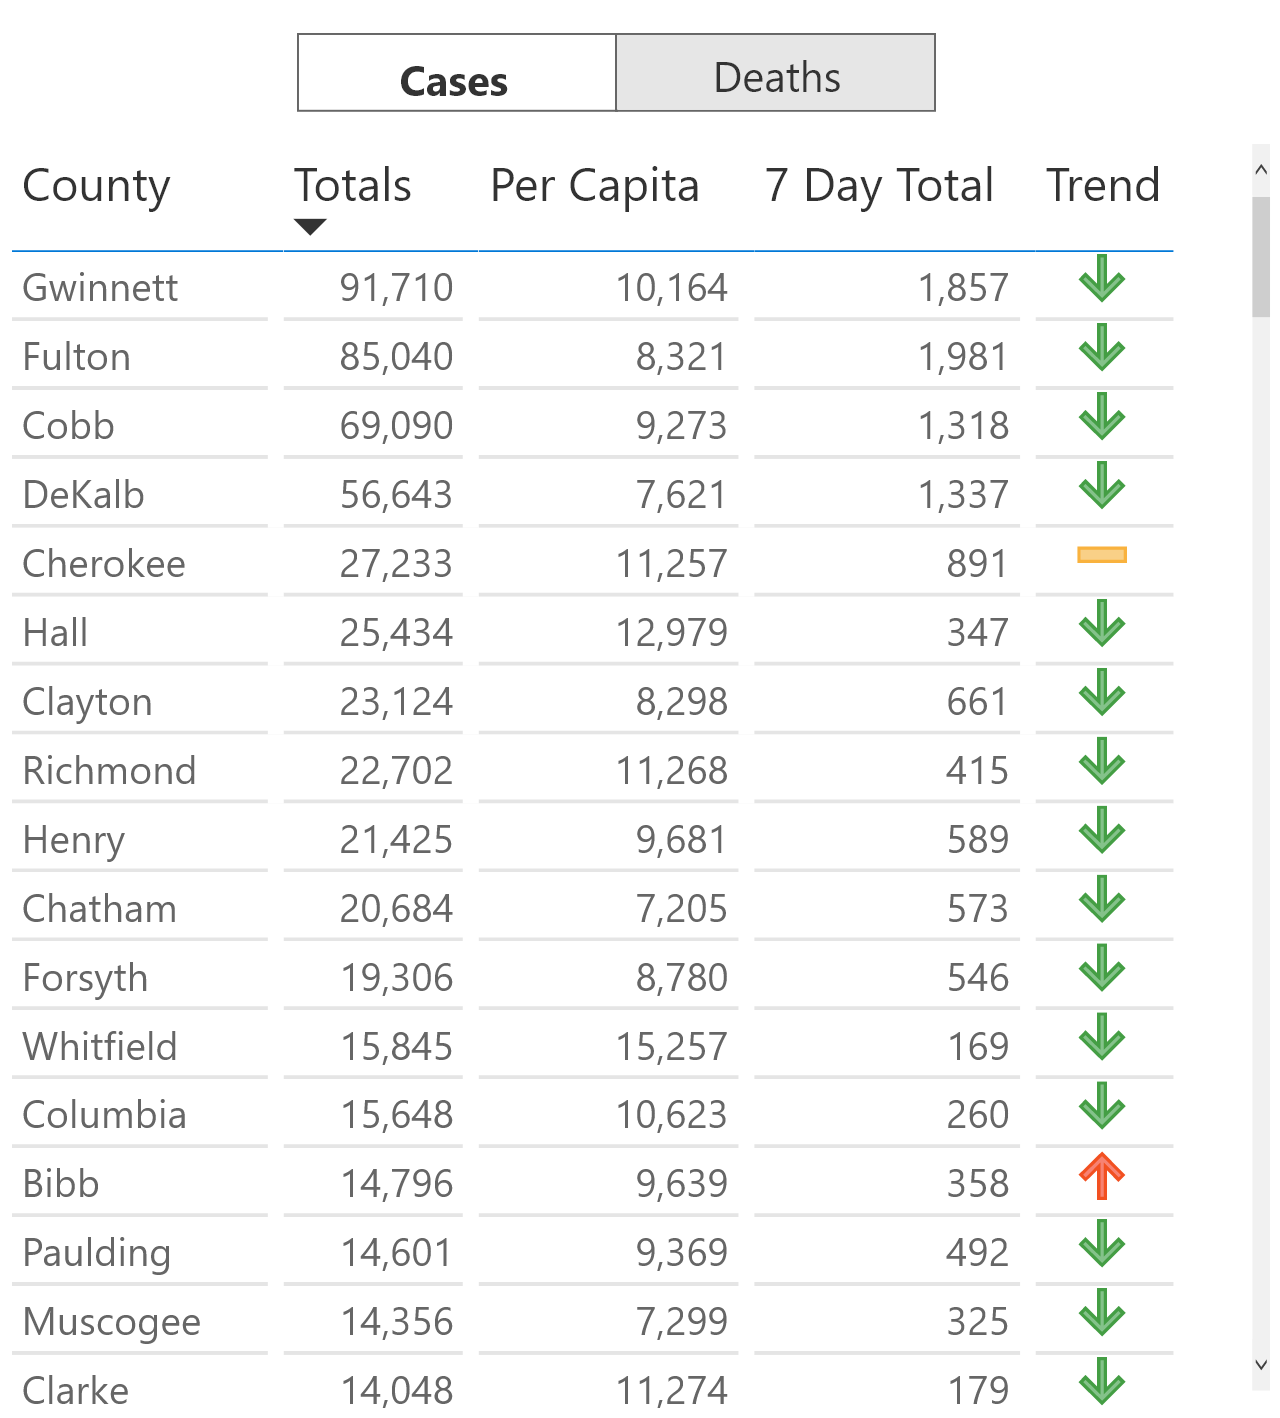 Cases Deaths
County Totals Per Capita 7 Day Total Trend
Gwinnett 91,710 10,164 1,857
Fulton 85,040 8,321 1,981
Cobb 69,090 9,273 1,318
DeKalb 56,643 7,621 1,337
Cherokee 27,233 11,257 891
Hall 25,434 12,979 347
Clayton 23,124 8,298 661
Richmond 22,702 11,268 415
Henry 21,425 9,681 589
Chatham 20,684 7,205 573
Forsyth 19,306 8,780 546
Whitfield 15,845 15,257 169
Columbia 15,648 10,623 260
Bibb 14,796 9,639 358
Paulding 14,601 9,369 492
Muscogee 14,356 7,299 325
Clarke 14,048 11,274 179